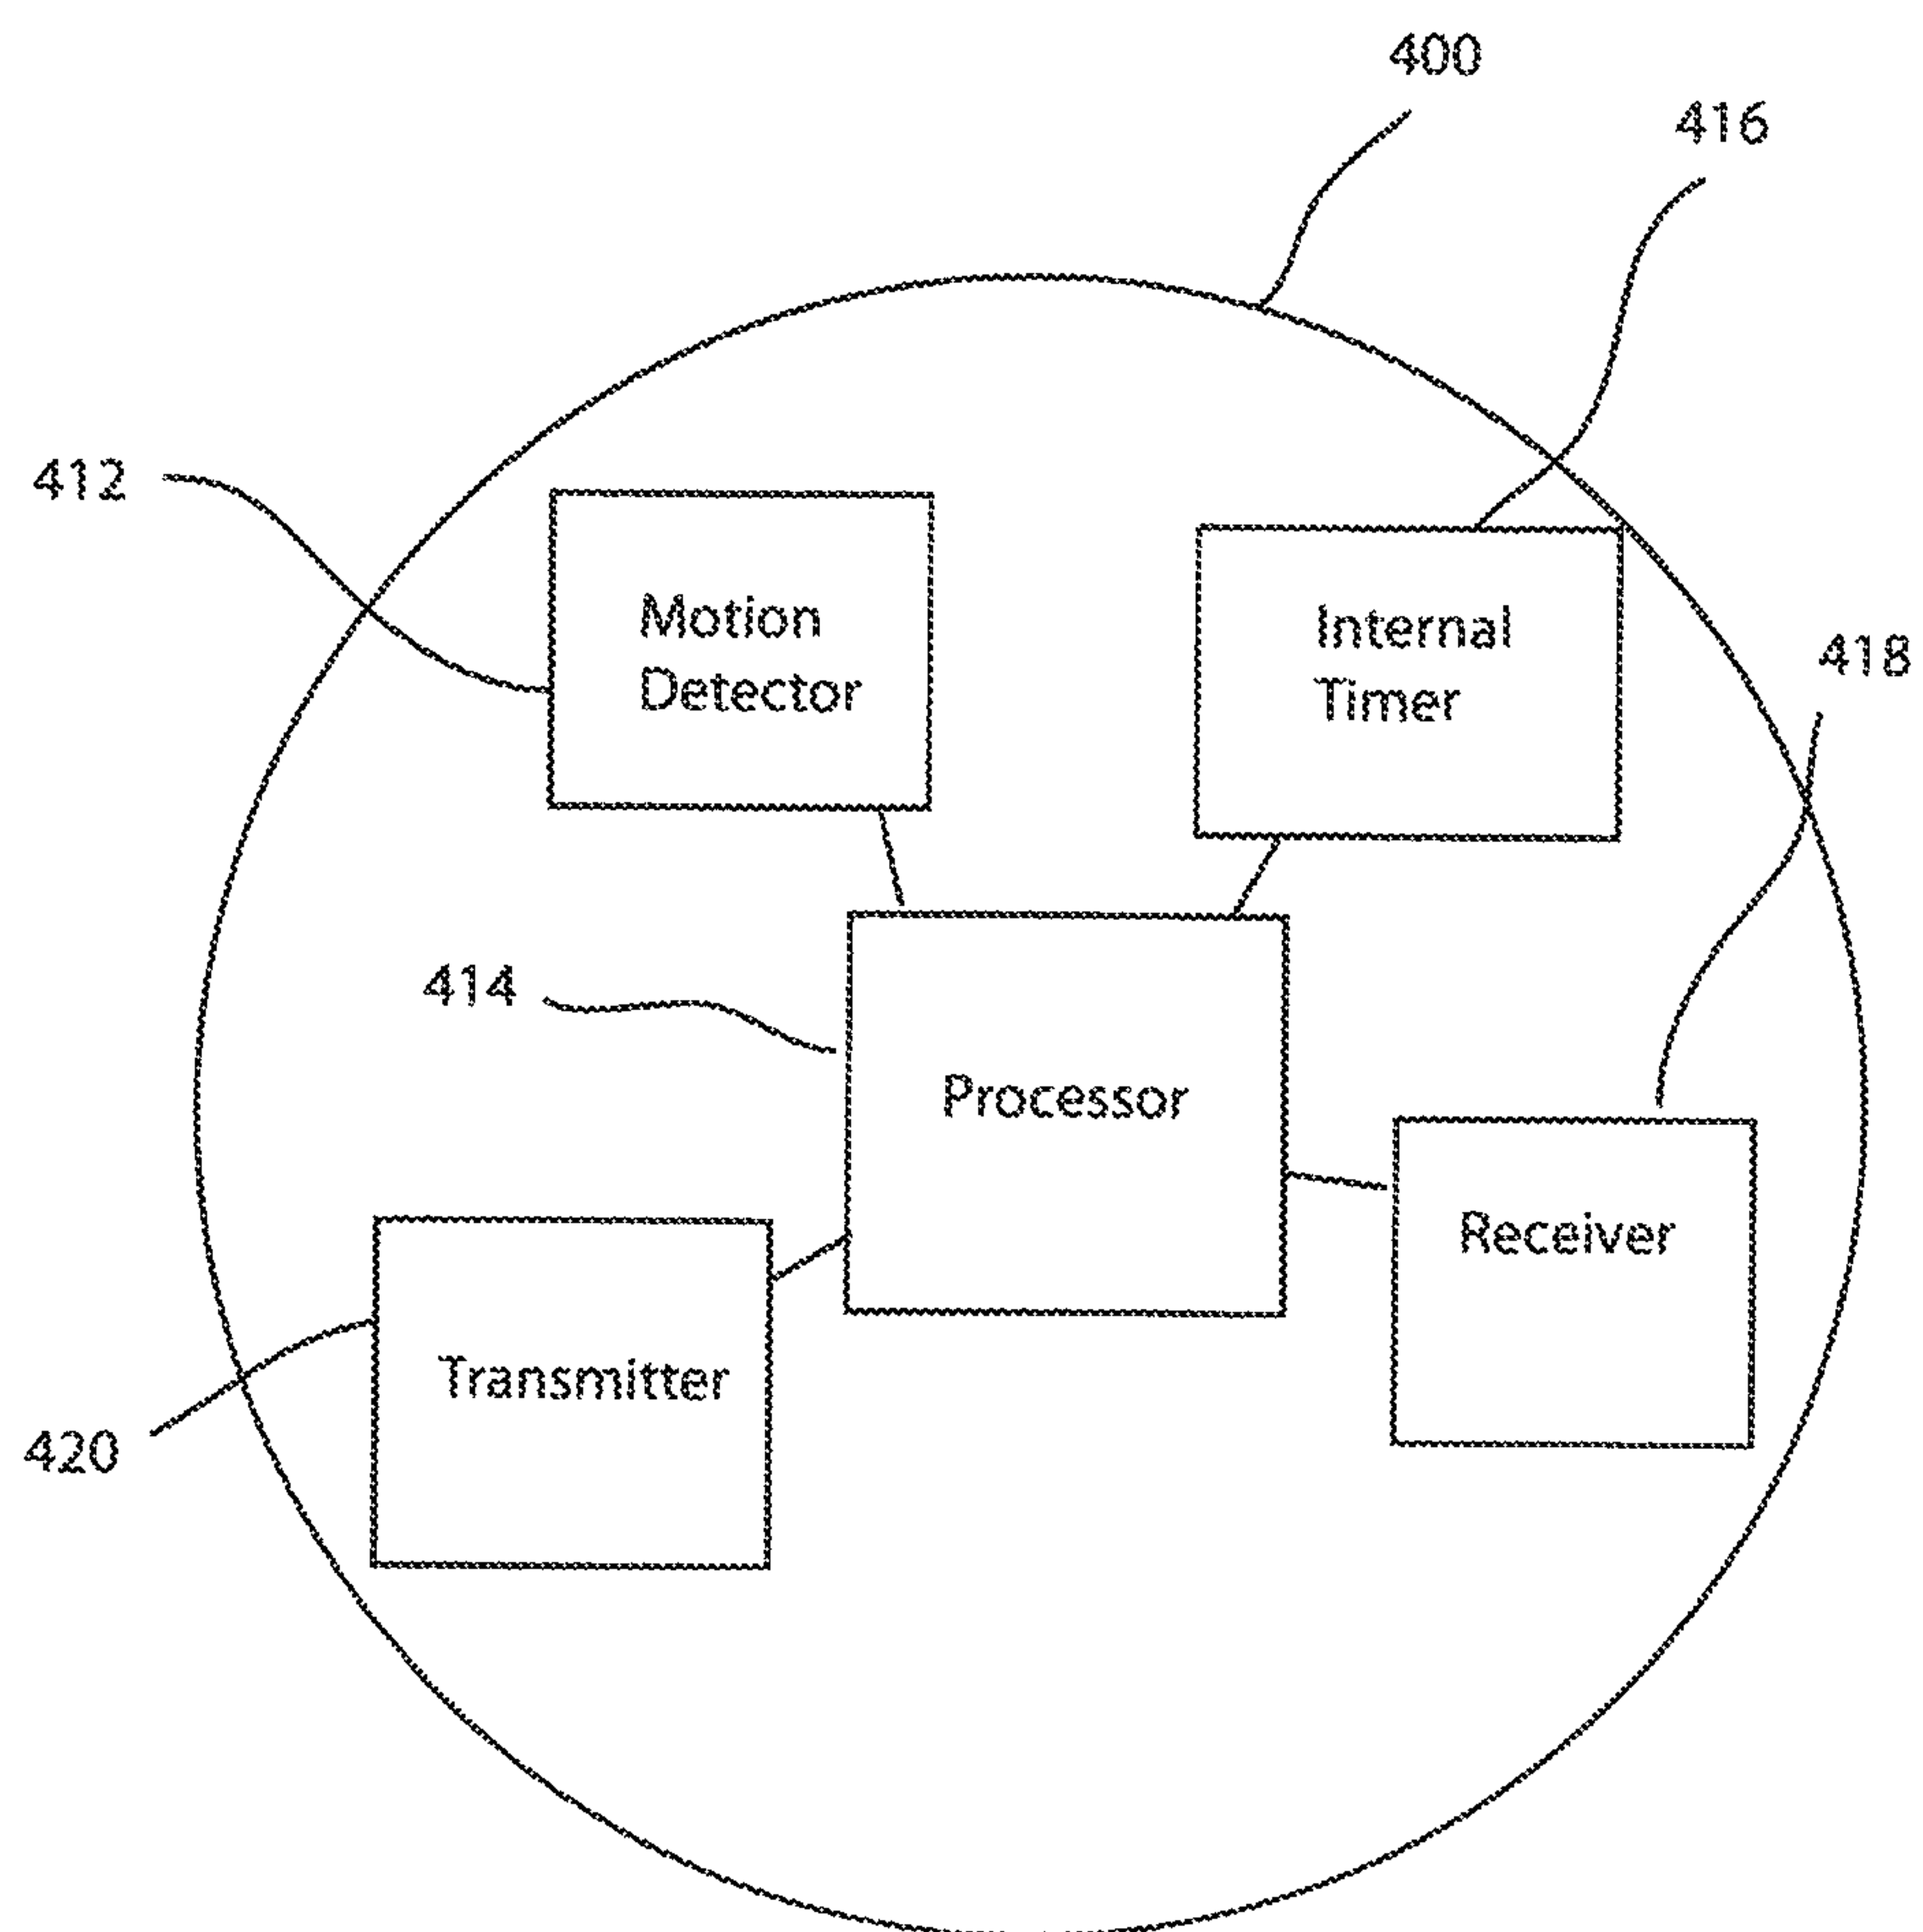 400
416
412
Motion
Detector
Internal
Timer
418
414
Processor
Receiver
Transmitter
420